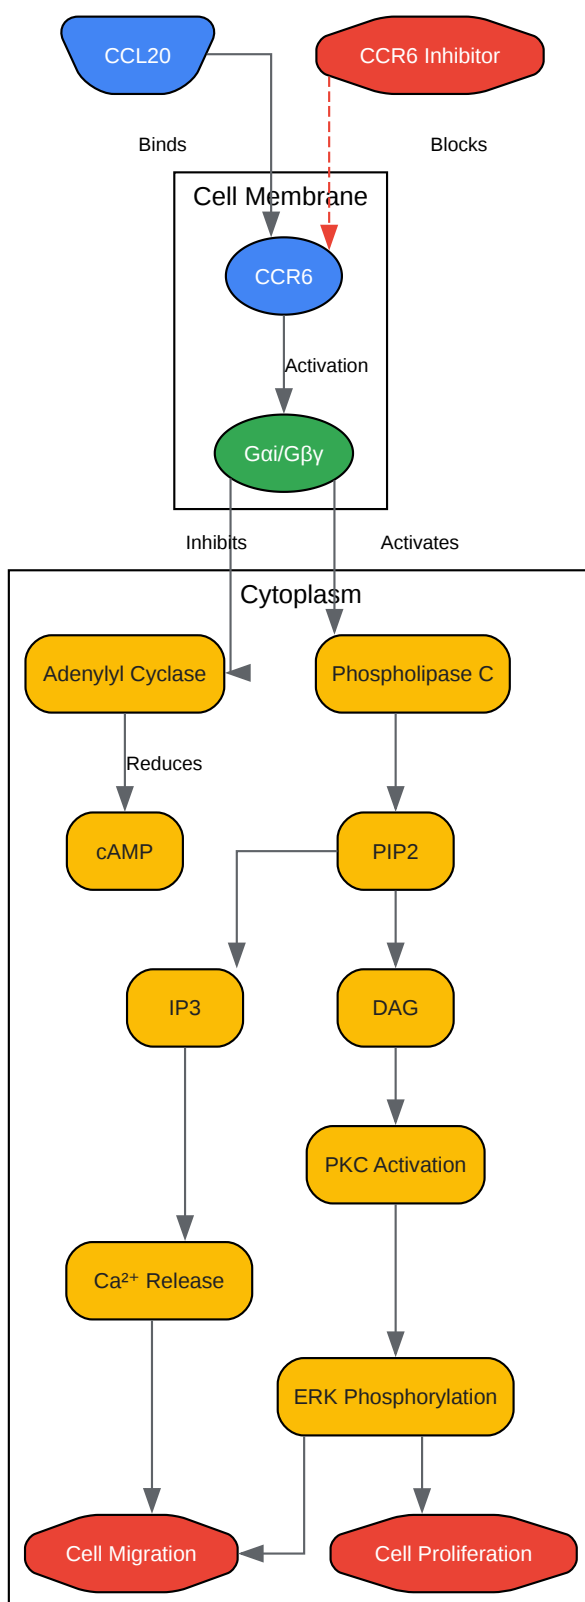 CCL20
CCR6 Inhibitor
Binds
Blocks
Cell Membrane
CCR6
Activation
Gαi/Gβγ
Inhibits
Activates
Cytoplasm
Adenylyl Cyclase
Phospholipase C
Reduces
cAMP
PIP2
IP3
DAG
PKC Activation
Ca²⁺ Release
ERK Phosphorylation
Cell Migration
Cell Proliferation